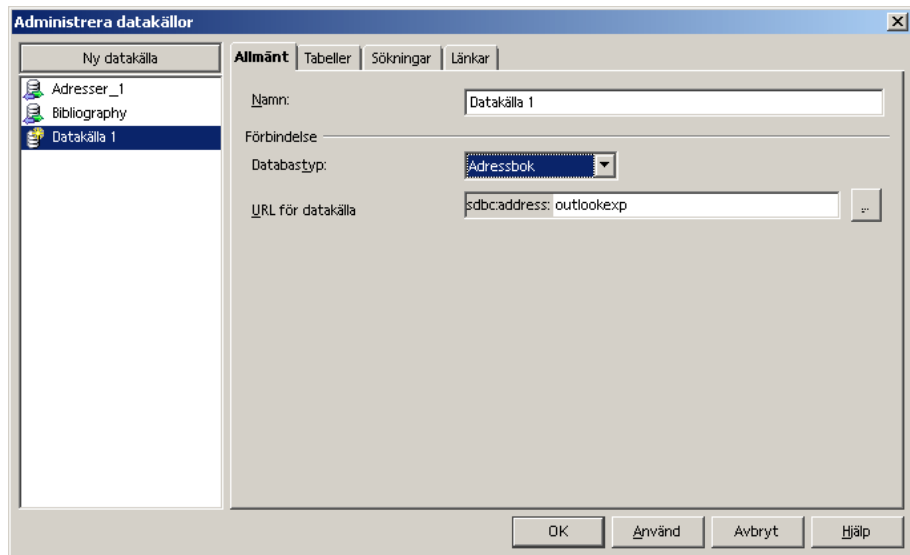 Administrera datakällor
Ny datakälla
Adresser_1
Bibliography
Datakälla 1
Allmänt Tabeller Sökningar Länkar
Namn: Datakälla 1
Förbindelse
Databastyp: Adressbok
URL för datakälla sdbc:address: outlookexp ...
OK Använd Avbryt Hjälp